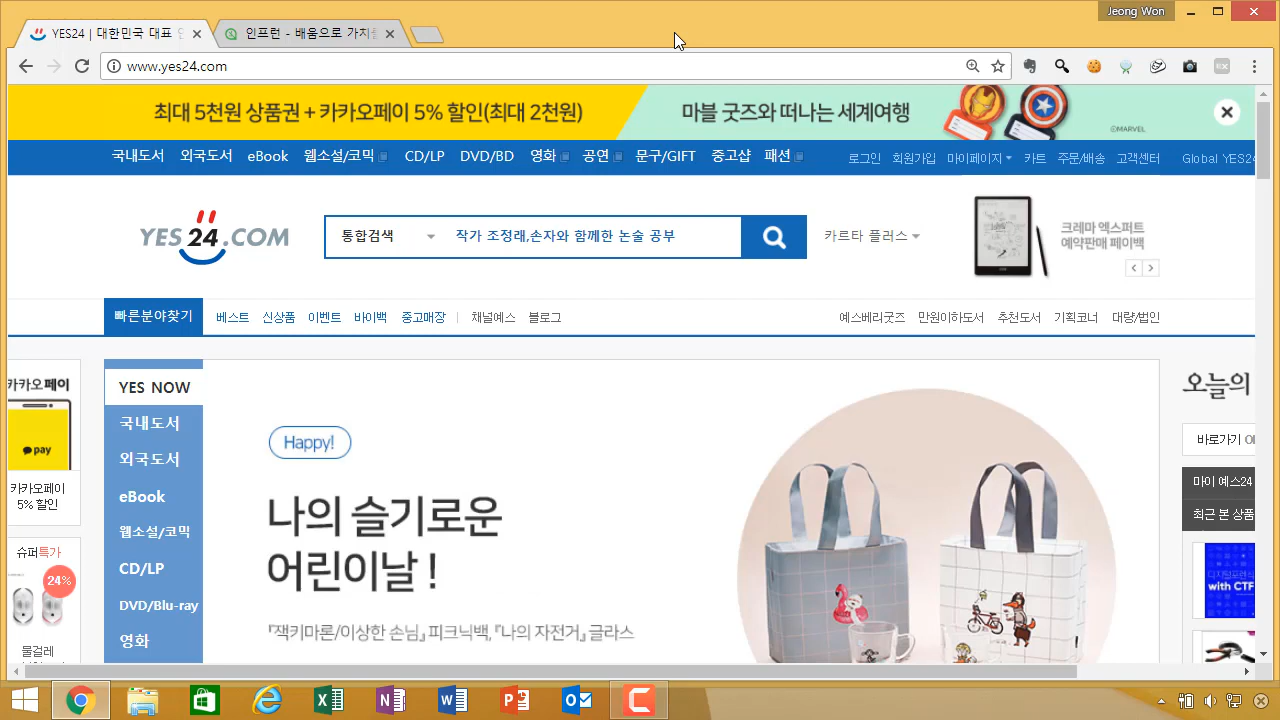 Jeong Won
YES24 | 대한민국 대표
인프런 - 배움으로 가치를
www.yes24.com
최대 5천원 상품권 + 카카오페이 5% 할인(최대 2천원)
마블 굿즈와 떠나는 세계여행
©MARVEL
국내도서 외국도서 eBook 웹소설/코믹 CD/LP DVD/BD 영화 공연 문구/GIFT 중고샵 패션
로그인 회원가입 마이페이지 카트 주문/배송 고객센터 Global YES24
YES 24 .COM
통합검색
작가 조정래,손자와 함께한 논술 공부
카르타 플러스
크레마 엑스퍼트
예약판매 페이백
빠른분야찾기 베스트 신상품 이벤트 바이백 중고매장 | 채널예스 블로그
예스베리굿즈 만원이하도서 추천도서 기획코너 대량/법인
카카오페이
pay
카카오페이
5% 할인
슈퍼특가
24%
물걸레
YES NOW
국내도서
외국도서
eBook
웹소설/코믹
CD/LP
DVD/Blu-ray
영화
Happy!
나의 슬기로운
어린이날 !
『잭키마론/이상한 손님』 피크닉백, 『나의 자전거』 글라스
오늘의
바로가기
마이 예스24
최근 본 상품
디지털포렌식
with CTF